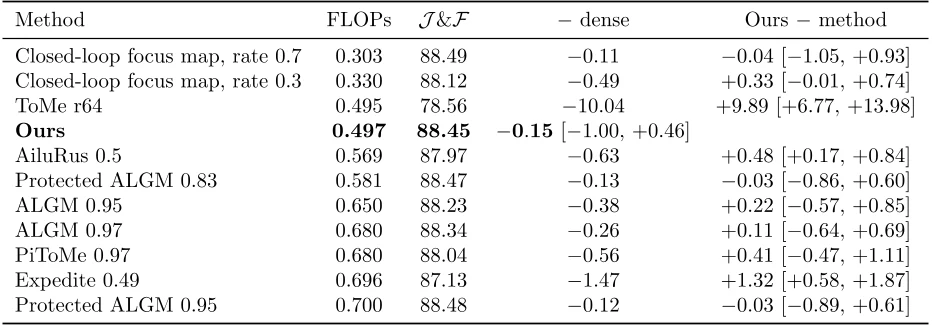 Method FLOPs J&F − dense Ours − method
Closed-loop focus map, rate 0.7 0.303 88.49 −0.11 −0.04 [−1.05, +0.93]
Closed-loop focus map, rate 0.3 0.330 88.12 −0.49 +0.33 [−0.01, +0.74]
ToMe r64 0.495 78.56 −10.04 +9.89 [+6.77, +13.98]
Ours 0.497 88.45 −0.15 [−1.00, +0.46]
AiluRus 0.5 0.569 87.97 −0.63 +0.48 [+0.17, +0.84]
Protected ALGM 0.83 0.581 88.47 −0.13 −0.03 [−0.86, +0.60]
ALGM 0.95 0.650 88.23 −0.38 +0.22 [−0.57, +0.85]
ALGM 0.97 0.680 88.34 −0.26 +0.11 [−0.64, +0.69]
PiToMe 0.97 0.680 88.04 −0.56 +0.41 [−0.47, +1.11]
Expedite 0.49 0.696 87.13 −1.47 +1.32 [+0.58, +1.87]
Protected ALGM 0.95 0.700 88.48 −0.12 −0.03 [−0.89, +0.61]